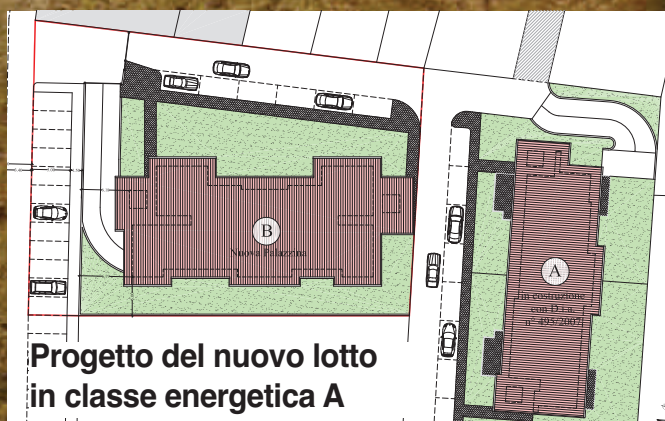 B
Nuova Palazzina
A
in costruzione
con D.i.a.
n° 495/2007
Progetto del nuovo lotto
in classe energetica A